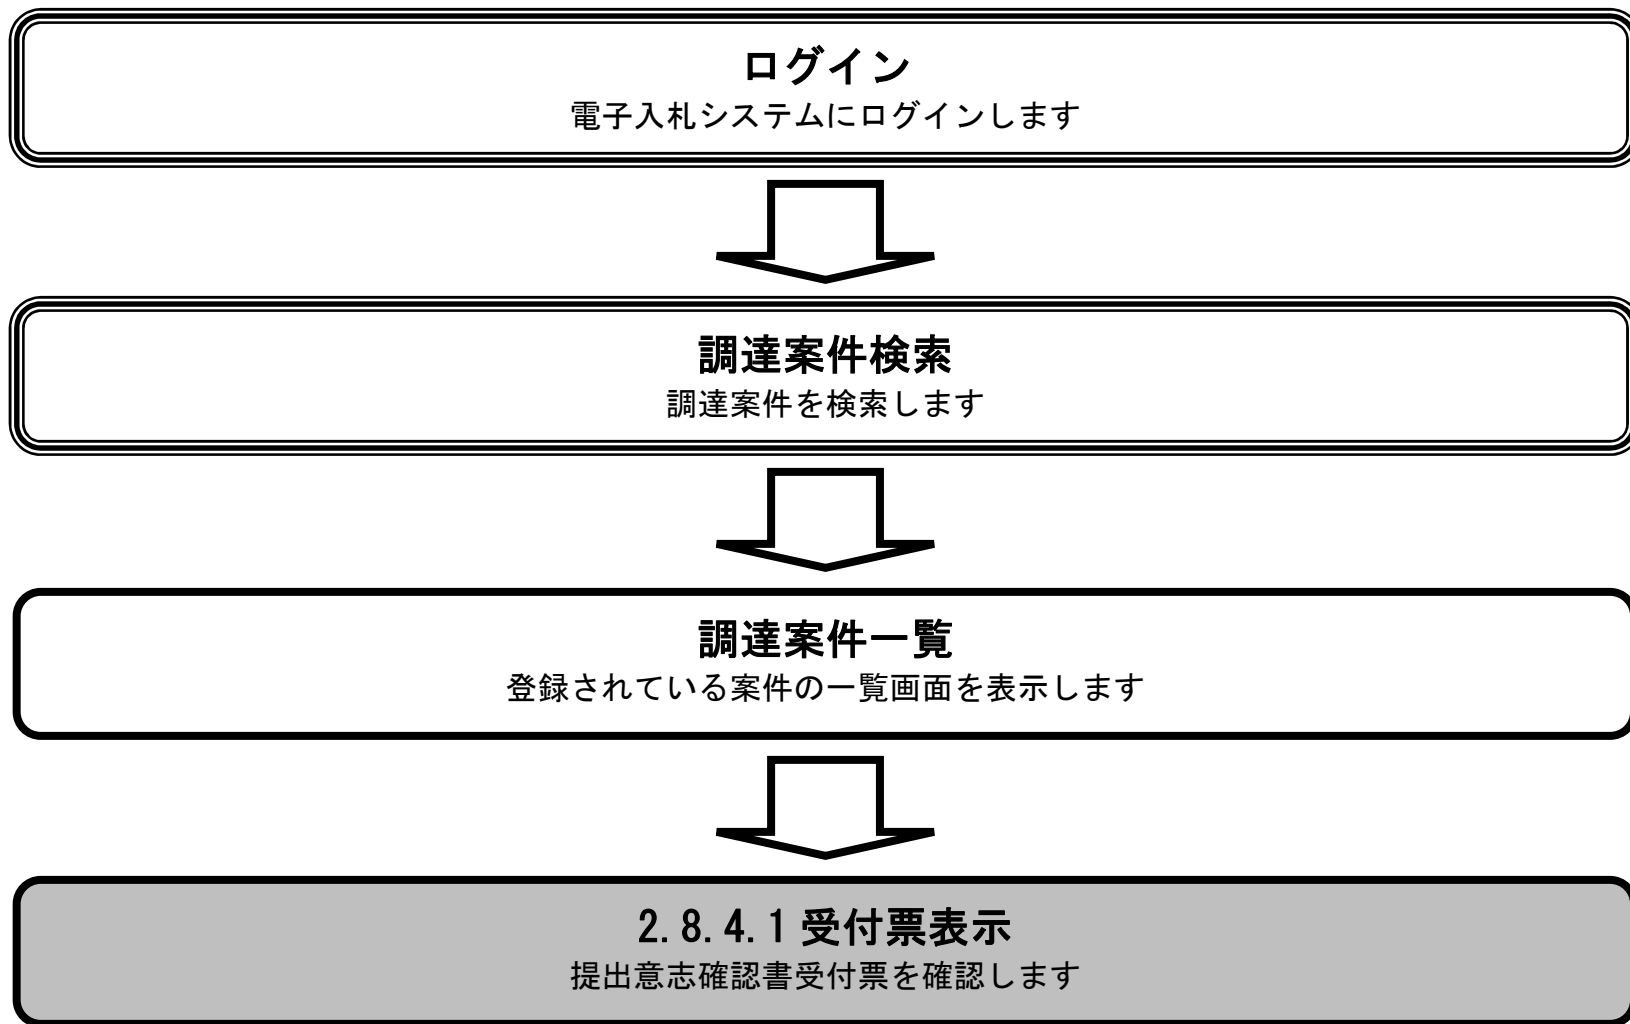 ログイン
電子入札システムにログインします
調達案件検索
調達案件を検索します
調達案件一覧
登録されている案件の一覧画面を表示します
2.8.4.1 受付票表示
提出意志確認書受付票を確認します